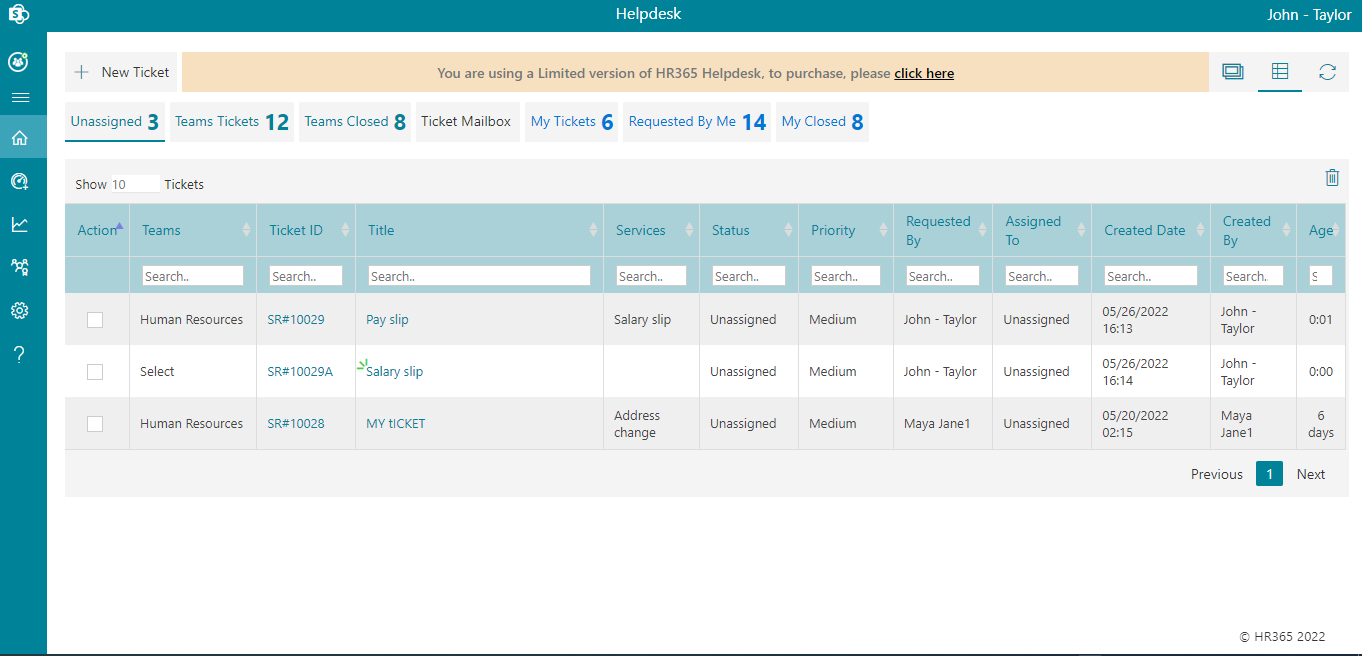 Helpdesk
John - Taylor
New Ticket
You are using a Limited version of HR365 Helpdesk, to purchase, please click here
Unassigned 3
Teams Tickets 12
Teams Closed 8
Ticket Mailbox
My Tickets 6
Requested By Me 14
My Closed 8
Show 10 Tickets
Action
Teams
Ticket ID
Title
Services
Status
Priority
Requested
By
Assigned
To
Created Date
Created
By
Age
Search..
Search..
Search..
Search..
Search..
Search..
Search..
Search..
Search..
Search.
S
Human Resources
SR#10029
Pay slip
Salary slip
Unassigned
Medium
John - Taylor
Unassigned
05/26/2022
16:13
John -
Taylor
0:01
Select
SR#10029A
Salary slip
Unassigned
Medium
John - Taylor
Unassigned
05/26/2022
16:14
John -
Taylor
0:00
Human Resources
SR#10028
MY tICKET
Address
change
Unassigned
Medium
Maya Jane1
Unassigned
05/20/2022
02:15
Maya
Jane1
6
days
Previous 1 Next
© HR365 2022